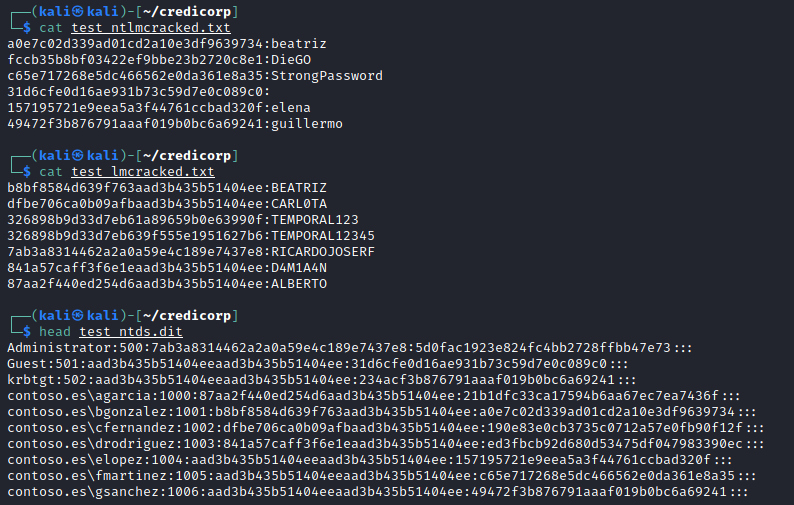 ┌──(kali㉿kali)-[~/credicorp]
└─$ cat test_ntlmcracked.txt
a0e7c02d339ad01cd2a10e3df9639734:beatriz
fccb35b8bf03422ef9bbe23b2720c8e1:DieGO
c65e717268e5dc466562e0da361e8a35:StrongPassword
31d6cfe0d16ae931b73c59d7e0c089c0:
157195721e9eea5a3f44761ccbad320f:elena
49472f3b876791aaaf019b0bc6a69241:guillermo
┌──(kali㉿kali)-[~/credicorp]
└─$ cat test_lmcracked.txt
b8bf8584d639f763aad3b435b51404ee:BEATRIZ
dfbe706ca0b09afbaad3b435b51404ee:CARL0TA
326898b9d33d7eb61a89659b0e63990f:TEMPORAL123
326898b9d33d7eb639f555e1951627b6:TEMPORAL12345
7ab3a8314462a2a0a59e4c189e7437e8:RICARDOJOSERF
841a57caff3f6e1eaad3b435b51404ee:D4M1A4N
87aa2f440ed254d6aad3b435b51404ee:ALBERTO
┌──(kali㉿kali)-[~/credicorp]
└─$ head test_ntds.dit
Administrator:500:7ab3a8314462a2a0a59e4c189e7437e8:5d0fac1923e824fc4bb2728ffbb47e73:::
Guest:501:aad3b435b51404eeaad3b435b51404ee:31d6cfe0d16ae931b73c59d7e0c089c0:::
krbtgt:502:aad3b435b51404eeaad3b435b51404ee:234acf3b876791aaaf019b0bc6a69241:::
contoso.es\agarcia:1000:87aa2f440ed254d6aad3b435b51404ee:21b1dfc33ca17594b6aa67ec7ea7436f:::
contoso.es\bgonzalez:1001:b8bf8584d639f763aad3b435b51404ee:a0e7c02d339ad01cd2a10e3df9639734:::
contoso.es\cfernandez:1002:dfbe706ca0b09afbaad3b435b51404ee:190e83e0cb3735c0712a57e0fb90f12f:::
contoso.es\drodriguez:1003:841a57caff3f6e1eaad3b435b51404ee:ed3fbcb92d680d53475df047983390ec:::
contoso.es\elopez:1004:aad3b435b51404eeaad3b435b51404ee:157195721e9eea5a3f44761ccbad320f:::
contoso.es\fmartinez:1005:aad3b435b51404eeaad3b435b51404ee:c65e717268e5dc466562e0da361e8a35:::
contoso.es\gsanchez:1006:aad3b435b51404eeaad3b435b51404ee:49472f3b876791aaaf019b0bc6a69241:::